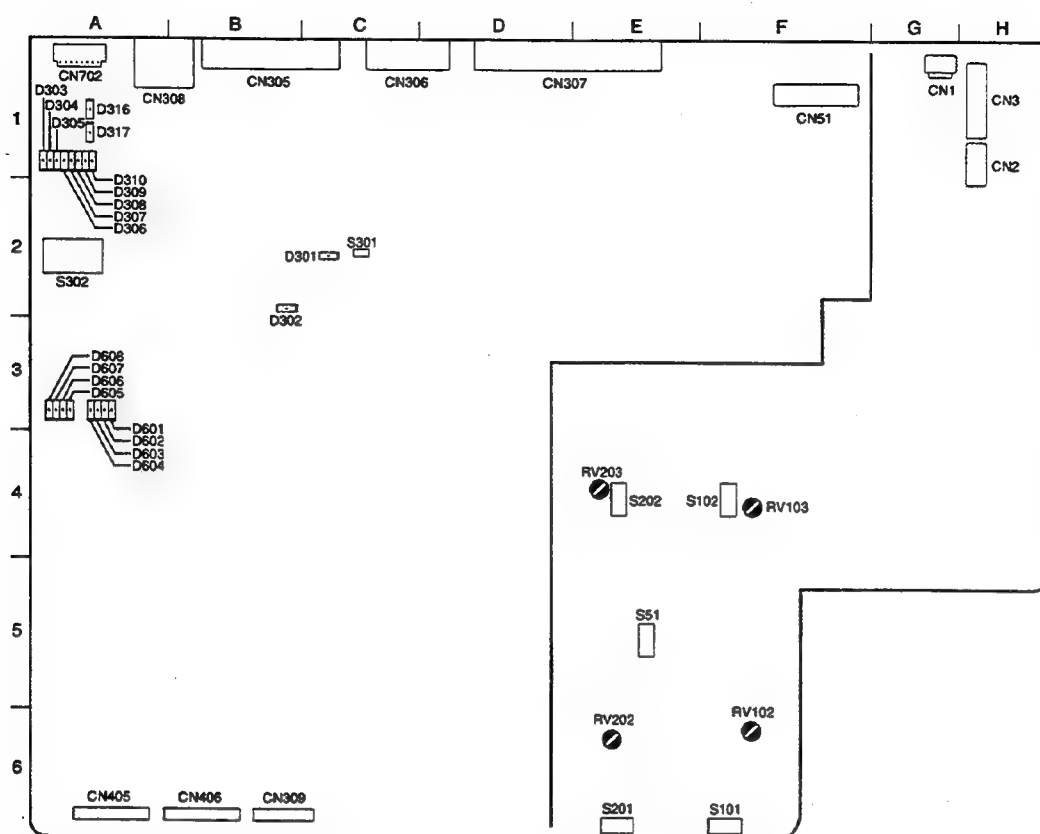 A B C D E F G H
CN702
CN308
CN305
CN306
CN307
CN51
CN1
CN3
CN2
1
D303
D304
D305
D316
D317
D310
D309
D308
D307
D306
2
S302
D301
S301
D302
3
D608
D607
D606
D605
D601
D602
D603
D604
4
RV203
S202
S102
RV103
5
S51
6
RV202
RV102
CN405
CN406
CN309
S201
S101